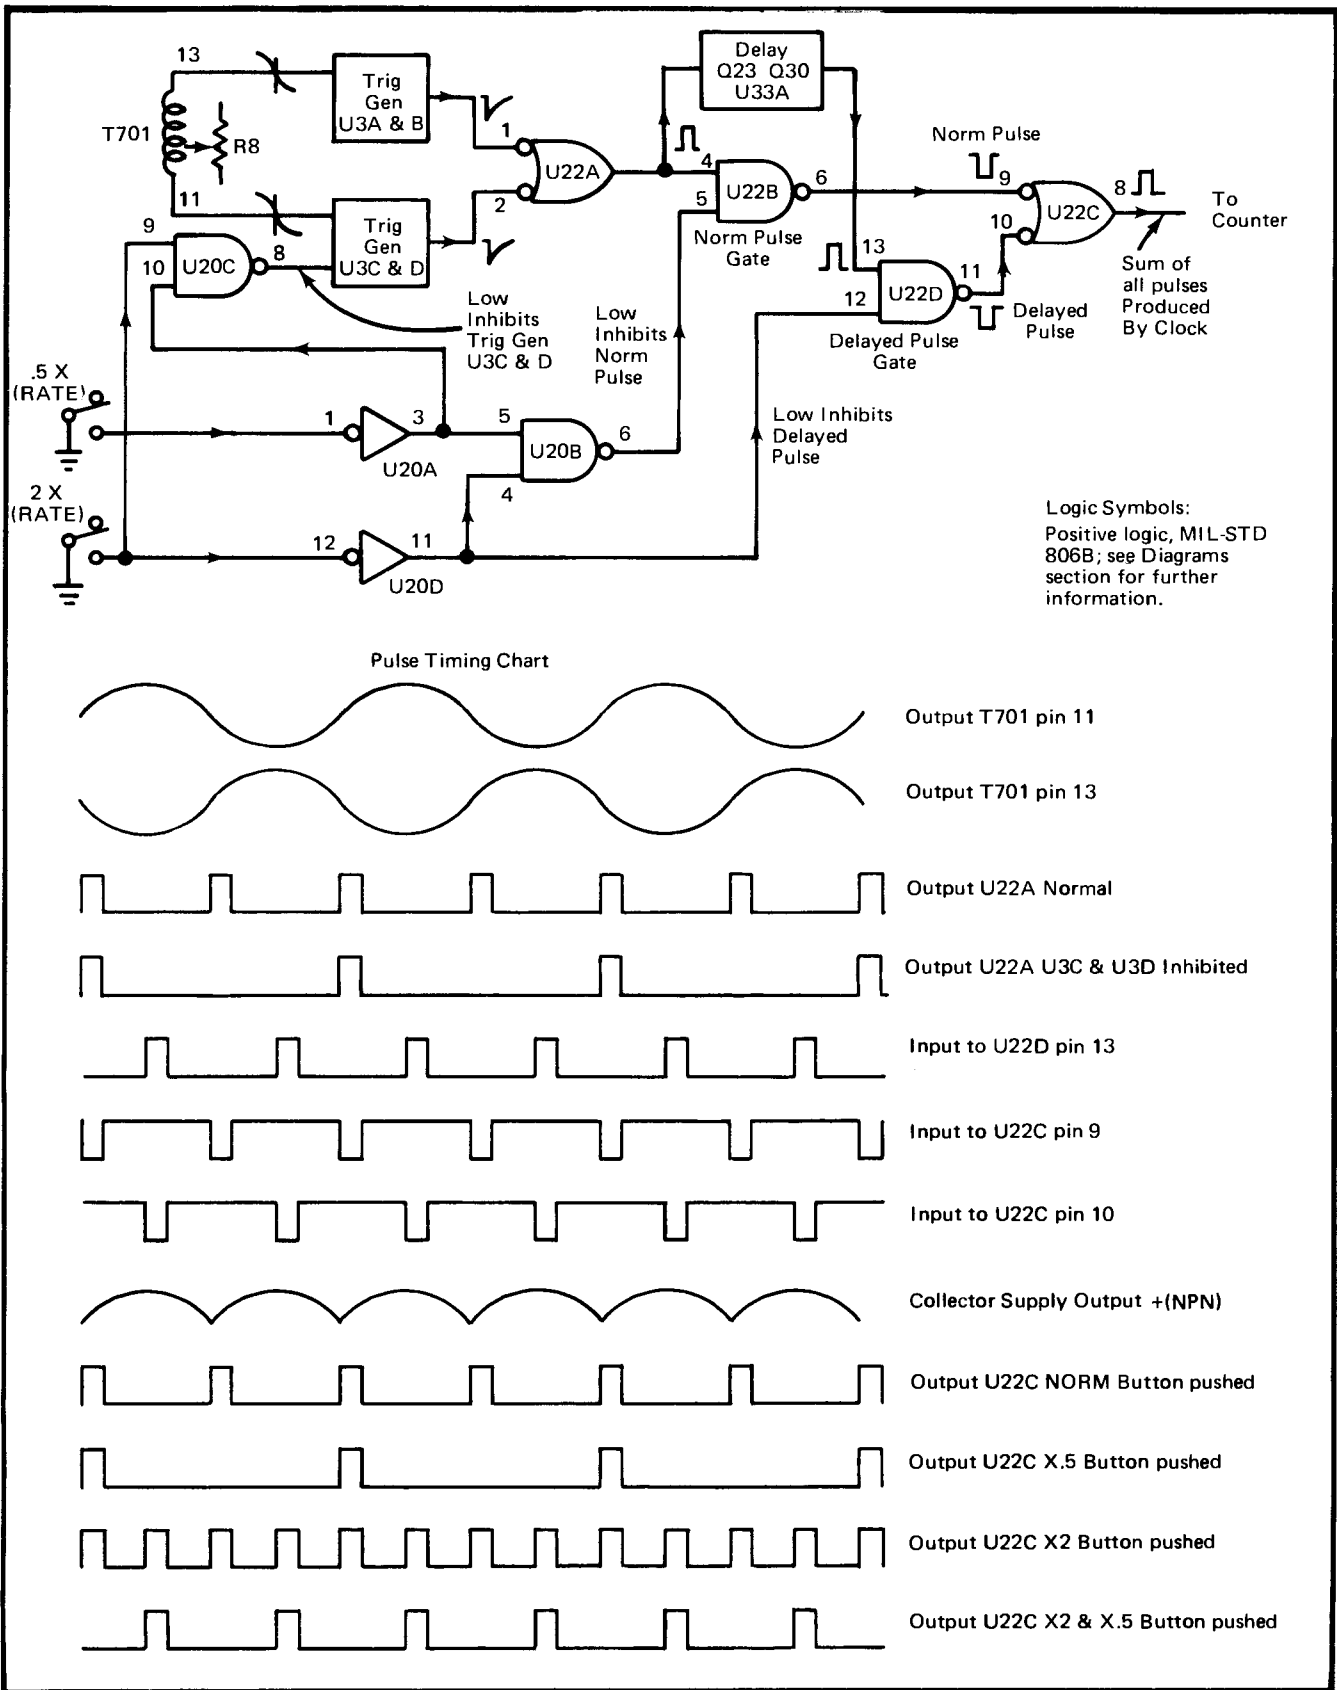 13
Trig
Gen
U3A & B
T701
R8
11
Delay
Q23 Q30
U33A
1
2
U22A
4
5
U22B
6
Norm Pulse
Gate
Norm Pulse
9
10
U22C
8
To
Counter
Sum of
all pulses
Produced
By Clock
Trig
Gen
U3C & D
9
10
U20C
8
Low
Inhibits
Trig Gen
U3C & D
Low
Inhibits
Norm
Pulse
13
12
U22D
11
Delayed
Pulse
Delayed Pulse
Gate
Low Inhibits
Delayed
Pulse
.5 X
(RATE)
1
3
U20A
5
4
U20B
6
2 X
(RATE)
12
11
U20D
Logic Symbols:
Positive logic, MIL-STD
806B; see Diagrams
section for further
information.
Pulse Timing Chart
Output T701 pin 11
Output T701 pin 13
Output U22A Normal
Output U22A U3C & U3D Inhibited
Input to U22D pin 13
Input to U22C pin 9
Input to U22C pin 10
Collector Supply Output +(NPN)
Output U22C NORM Button pushed
Output U22C X.5 Button pushed
Output U22C X2 Button pushed
Output U22C X2 & X.5 Button pushed